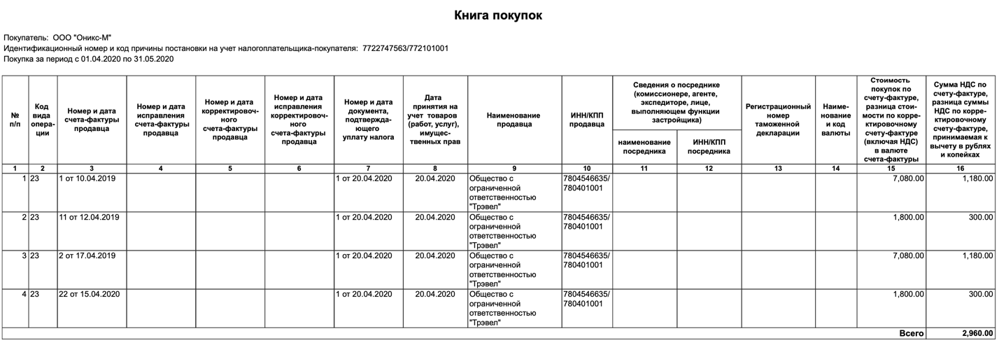 Книга покупок
Покупатель: ООО "Оникс-М"
Идентификационный номер и код причины постановки на учет налогоплательщика-покупателя: 7722747563/772101001
Покупка за период с 01.04.2020 по 31.05.2020
№
п/п
Код
вида
опера-
ции
Номер и дата
счета-фактуры
продавца
Номер и дата
исправления
счета-фактуры
продавца
Номер и дата
корректировоч-
ного
счета-фактуры
продавца
Номер и дата
исправления
корректировоч-
ного
счета-фактуры
продавца
Номер и дата
документа,
подтвержда-
ющего
уплату налога
Дата
принятия на
учет товаров
(работ, услуг),
имущес-
твенных прав
Наименование
продавца
ИНН/КПП
продавца
Сведения о посреднике
(комиссионере, агенте,
экспедиторе, лице,
выполняющем функции
застройщика)
наименование
посредника
ИНН/КПП
посредника
Регистрационный
номер
таможенной
декларации
Наиме-
нование
и код
валюты
Стоимость
покупок по
счету-фактуре,
разница стои-
мости по корре-
ктировочному
счету-фактуре
(включая НДС)
в валюте
счета-фактуры
Сумма НДС по
счету-фактуре,
разница суммы
НДС по корре-
ктировочному
счету-фактуре,
принимаемая к
вычету в рублях
и копейках
1 2 3 4 5 6 7 8 9 10 11 12 13 14 15 16
1 23 1 от 10.04.2019 1 от 20.04.2020 20.04.2020 Общество с 7804546635/ 7,080.00 1,180.00
ограниченной 780401001
ответственностью
"Трэвел"
2 23 11 от 12.04.2019 1 от 20.04.2020 20.04.2020 Общество с 7804546635/ 1,800.00 300.00
ограниченной 780401001
ответственностью
"Трэвел"
3 23 2 от 17.04.2019 1 от 20.04.2020 20.04.2020 Общество с 7804546635/ 7,080.00 1,180.00
ограниченной 780401001
ответственностью
"Трэвел"
4 23 22 от 15.04.2020 1 от 20.04.2020 20.04.2020 Общество с 7804546635/ 1,800.00 300.00
ограниченной 780401001
ответственностью
"Трэвел"
Всего 2,960.00